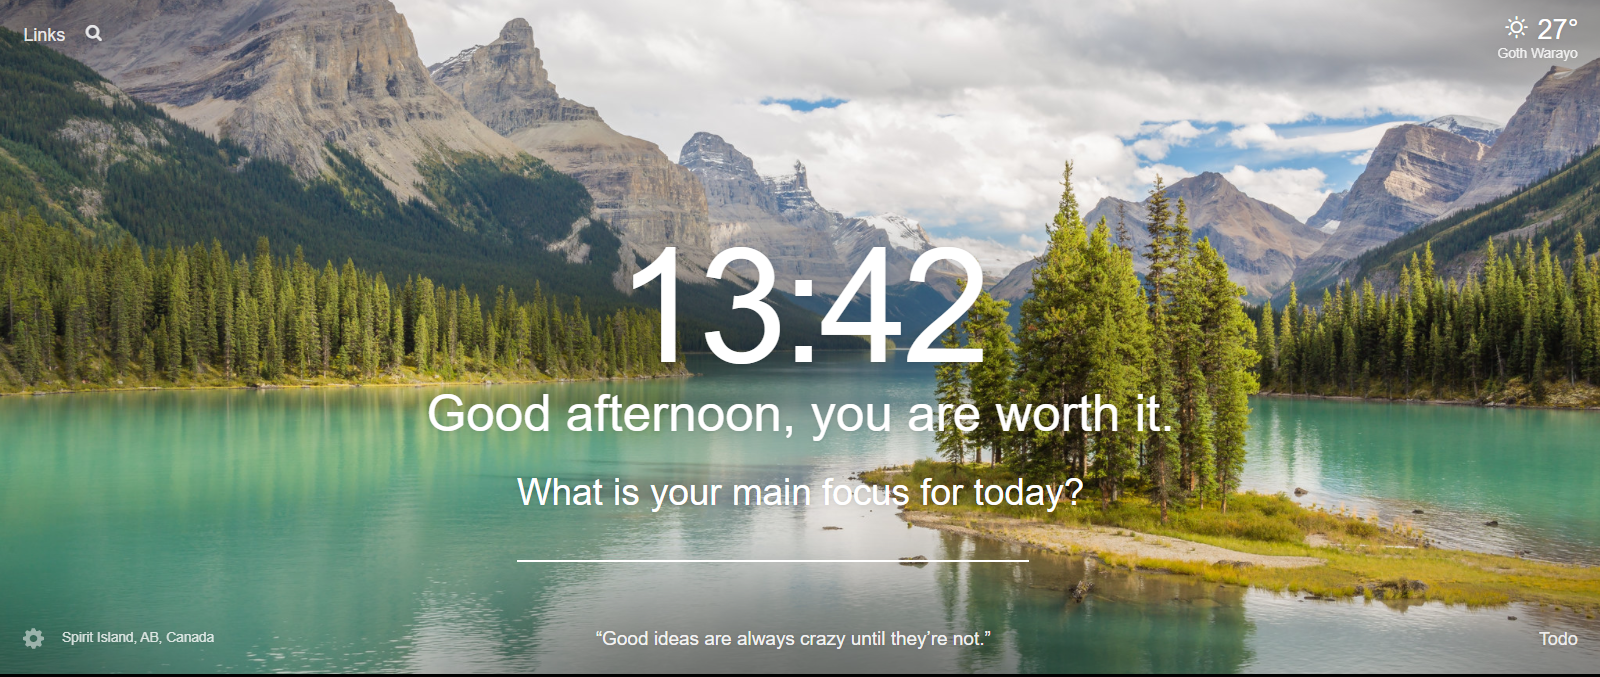 Links
27°
Goth Warayo
13:42
Good afternoon, you are worth it.
What is your main focus for today?
Spirit Island, AB, Canada
“Good ideas are always crazy until they’re not.”
Todo